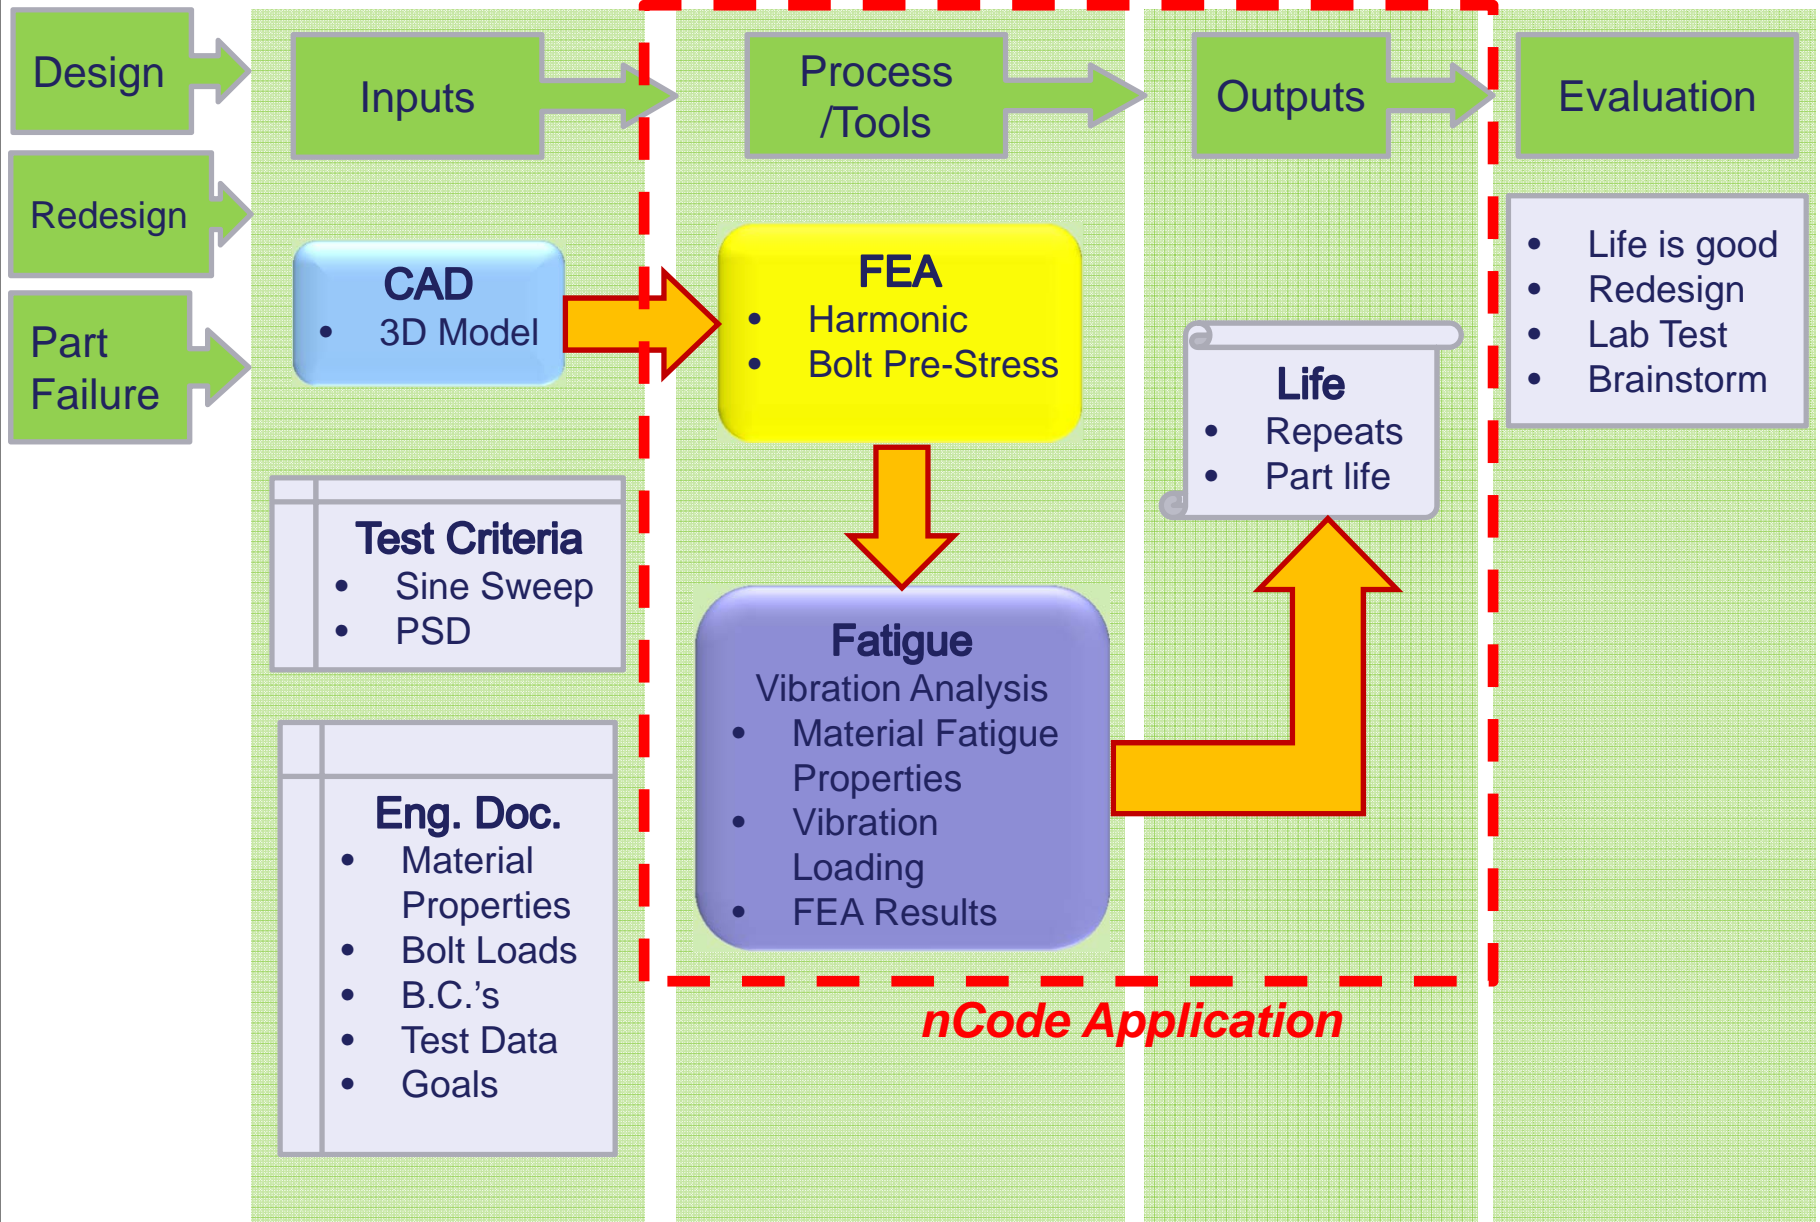 Design
Redesign
Part
Failure
Inputs
CAD
• 3D Model
Test Criteria
• Sine Sweep
• PSD
Eng. Doc.
• Material
Properties
• Bolt Loads
• B.C.'s
• Test Data
• Goals
Process
/Tools
FEA
• Harmonic
• Bolt Pre-Stress
Fatigue
Vibration Analysis
• Material Fatigue
Properties
• Vibration
Loading
• FEA Results
Outputs
Life
• Repeats
• Part life
nCode Application
Evaluation
• Life is good
• Redesign
• Lab Test
• Brainstorm